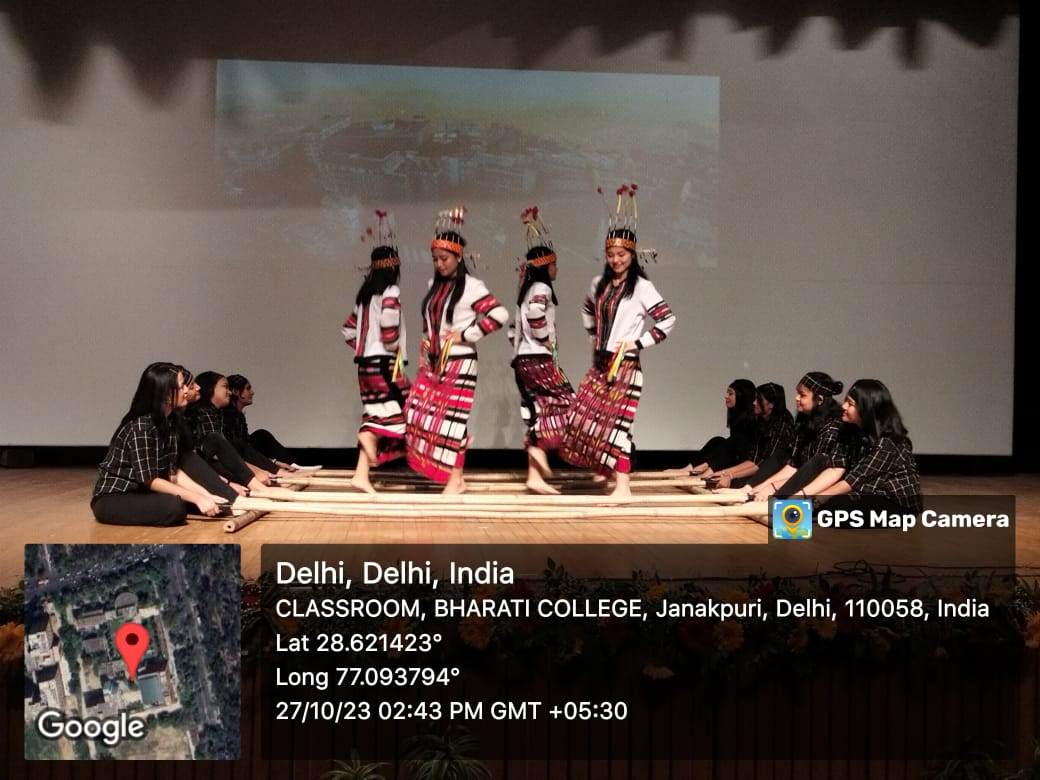 GPS Map Camera
Delhi, Delhi, India
CLASSROOM, BHARATI COLLEGE, Janakpuri, Delhi, 110058, India
Lat 28.621423°
Long 77.093794°
27/10/23 02:43 PM GMT +05:30
Google